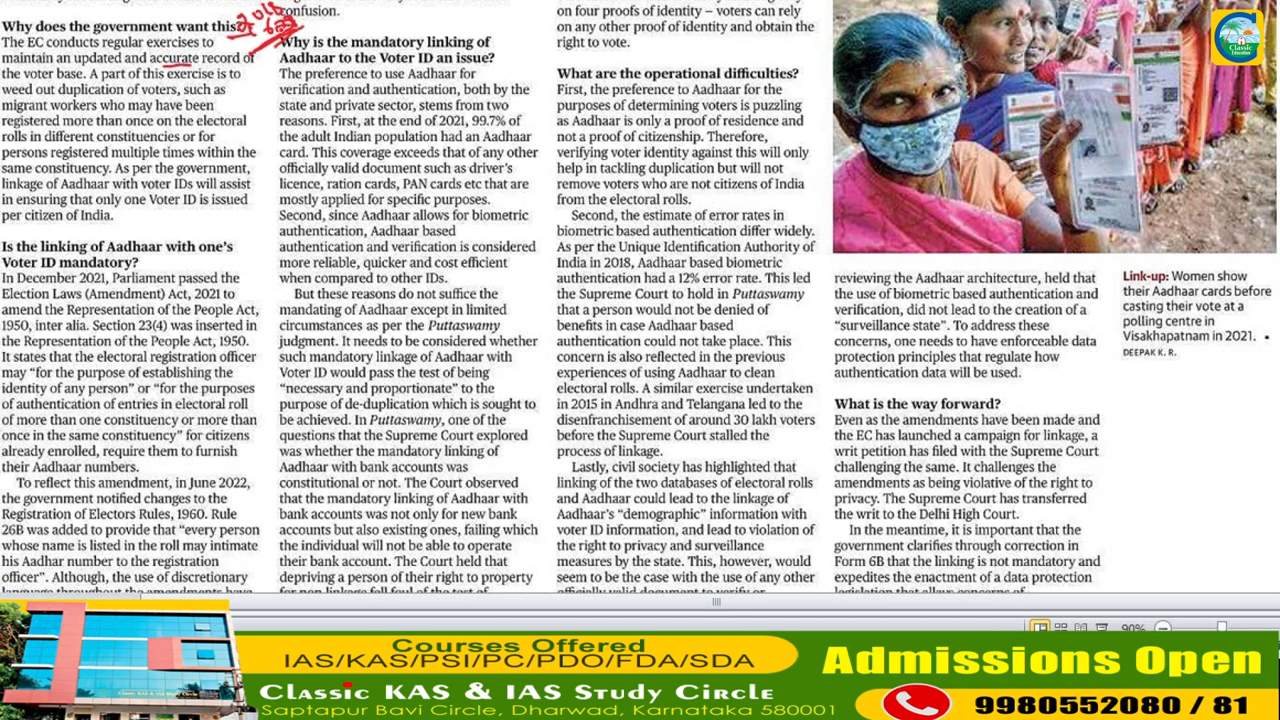 confusion.
Why does the government want this?
The EC conducts regular exercises to
maintain an updated and accurate record of
the voter base. A part of this exercise is to
weed out duplication of voters, such as
migrant workers who may have been
registered more than once on the electoral
rolls in different constituencies or for
persons registered multiple times within the
same constituency. As per the government,
linkage of Aadhaar with voter IDs will assist
in ensuring that only one Voter ID is issued
per citizen of India.
Is the linking of Aadhaar with one's
Voter ID mandatory?
In December 2021, Parliament passed the
Election Laws (Amendment) Act, 2021 to
amend the Representation of the People Act,
1950, inter alia. Section 23(4) was inserted in
the Representation of the People Act, 1950.
It states that the electoral registration officer
may “for the purpose of establishing the
identity of any person” or “for the purposes
of authentication of entries in electoral roll
of more than one constituency or more than
once in the same constituency” for citizens
already enrolled, require them to furnish
their Aadhaar numbers.
To reflect this amendment, in June 2022,
the government notified changes to the
Registration of Electors Rules, 1960. Rule
26B was added to provide that “every person
whose name is listed in the roll may intimate
his Aadhar number to the registration
officer”. Although, the use of discretionary
language throughout the amendments have
Why is the mandatory linking of
Aadhaar to the Voter ID an issue?
The preference to use Aadhaar for
verification and authentication, both by the
state and private sector, stems from two
reasons. First, at the end of 2021, 99.7% of
the adult Indian population had an Aadhaar
card. This coverage exceeds that of any other
officially valid document such as driver's
licence, ration cards, PAN cards etc that are
mostly applied for specific purposes.
Second, since Aadhaar allows for biometric
authentication, Aadhaar based
authentication and verification is considered
more reliable, quicker and cost efficient
when compared to other IDs.
But these reasons do not suffice the
mandating of Aadhaar except in limited
circumstances as per the Puttaswamy
judgment. It needs to be considered whether
such mandatory linkage of Aadhaar with
Voter ID would pass the test of being
“necessary and proportionate” to the
purpose of de-duplication which is sought to
be achieved. In Puttaswamy, one of the
questions that the Supreme Court explored
was whether the mandatory linking of
Aadhaar with bank accounts was
constitutional or not. The Court observed
that the mandatory linking of Aadhaar with
bank accounts was not only for new bank
accounts but also existing ones, failing which
the individual will not be able to operate
their bank account. The Court held that
depriving a person of their right to property
for non-linkage fell foul of the test of
on four proofs of identity – voters can rely
on any other proof of identity and obtain the
right to vote.
What are the operational difficulties?
First, the preference to Aadhaar for the
purposes of determining voters is puzzling
as Aadhaar is only a proof of residence and
not a proof of citizenship. Therefore,
verifying voter identity against this will only
help in tackling duplication but will not
remove voters who are not citizens of India
from the electoral rolls.
Second, the estimate of error rates in
biometric based authentication differ widely.
As per the Unique Identification Authority of
India in 2018, Aadhaar based biometric
authentication had a 12% error rate. This led
the Supreme Court to hold in Puttaswamy
that a person would not be denied of
benefits in case Aadhaar based
authentication could not take place. This
concern is also reflected in the previous
experiences of using Aadhaar to clean
electoral rolls. A similar exercise undertaken
in 2015 in Andhra and Telangana led to the
disenfranchisement of around 30 lakh voters
before the Supreme Court stalled the
process of linkage.
Lastly, civil society has highlighted that
linking of the two databases of electoral rolls
and Aadhaar could lead to the linkage of
Aadhaar's “demographic” information with
voter ID information, and lead to violation of
the right to privacy and surveillance
measures by the state. This, however, would
seem to be the case with the use of any other
officially valid document to verify or
reviewing the Aadhaar architecture, held that
the use of biometric based authentication and
verification, did not lead to the creation of a
“surveillance state”. To address these
concerns, one needs to have enforceable data
protection principles that regulate how
authentication data will be used.
What is the way forward?
Even as the amendments have been made and
the EC has launched a campaign for linkage, a
writ petition has filed with the Supreme Court
challenging the same. It challenges the
amendments as being violative of the right to
privacy. The Supreme Court has transferred
the writ to the Delhi High Court.
In the meantime, it is important that the
government clarifies through correction in
Form 6B that the linking is not mandatory and
expedites the enactment of a data protection
legislation that allows concerns of
Link-up: Women show
their Aadhaar cards before
casting their vote at a
polling centre in
Visakhapatnam in 2021. •
DEEPAK K. R.
Classic
Education
90%
Courses Offered
IAS/KAS/PSI/PC/PDO/FDA/SDA
Classic KAS & IAS Study Circle
Saptapur Bavi Circle, Dharwad, Karnataka 580001
Admissions Open
9980552080 / 81